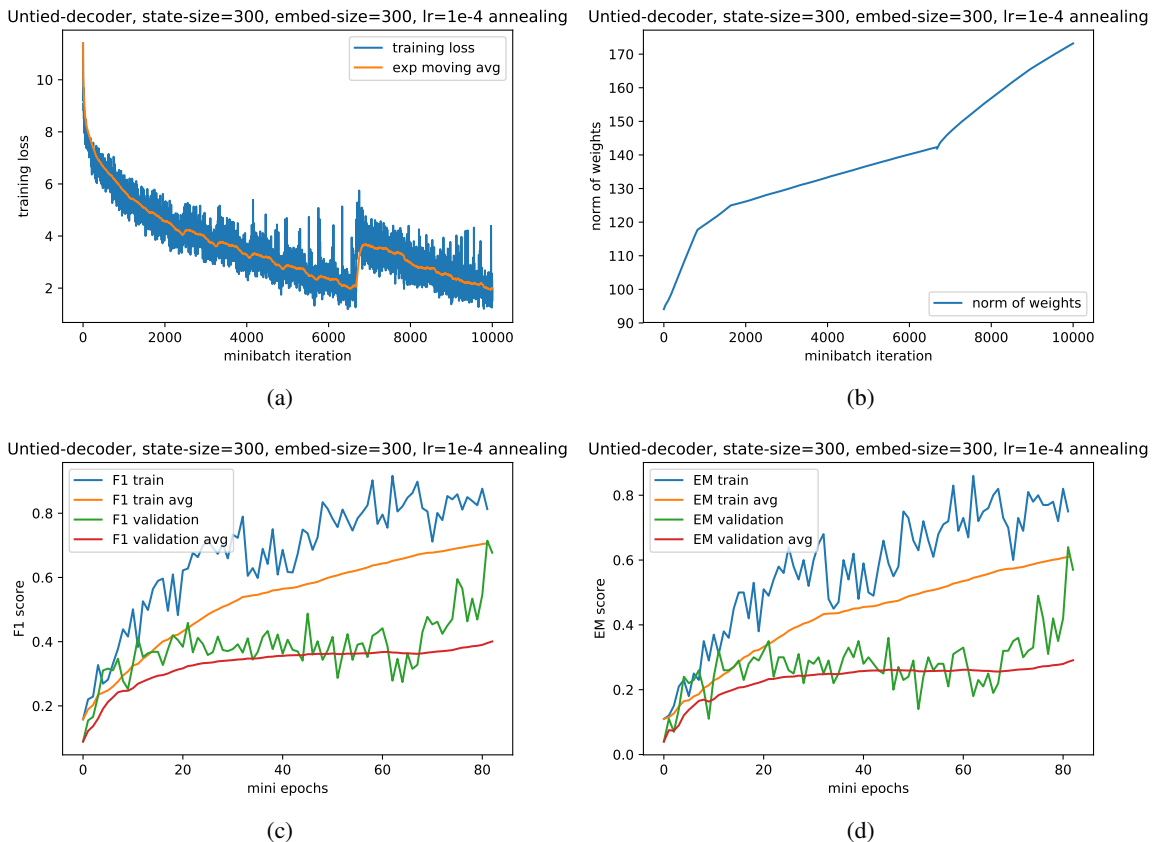 Untied-decoder, state-size=300, embed-size=300, lr=1e-4 annealing
training loss
exp moving avg
10
8
6
4
2
training loss
0 2000 4000 6000 8000 10000
minibatch iteration
(a)
Untied-decoder, state-size=300, embed-size=300, lr=1e-4 annealing
170
160
150
140
130
120
110
100
90
norm of weights
norm of weights
0 2000 4000 6000 8000 10000
minibatch iteration
(b)
Untied-decoder, state-size=300, embed-size=300, lr=1e-4 annealing
F1 train
F1 train avg
F1 validation
F1 validation avg
0.8
0.6
0.4
0.2
F1 score
0 20 40 60 80
mini epochs
(c)
Untied-decoder, state-size=300, embed-size=300, lr=1e-4 annealing
EM train
EM train avg
EM validation
EM validation avg
0.8
0.6
0.4
0.2
0.0
EM score
0 20 40 60 80
mini epochs
(d)